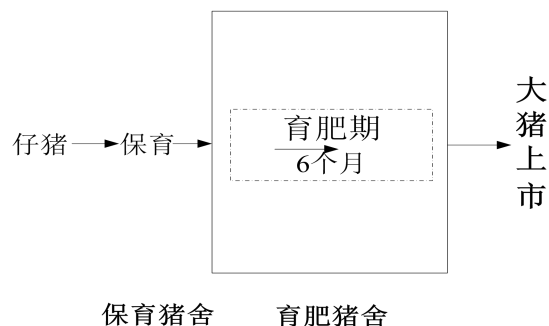 仔猪
保育
育肥期
6个月
大猪上市
保育猪舍
育肥猪舍